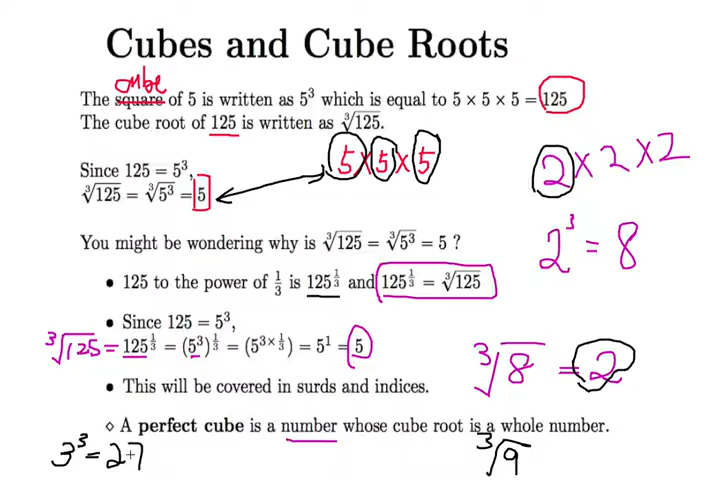 Cubes and Cube Roots
cube
The square of 5 is written as 5³ which is equal to 5 × 5 × 5 = 125
The cube root of 125 is written as ∛125.
5 × 5 × 5
2 × 2 × 2
Since 125 = 5³,
∛125 = ∛5³ = 5
2³ = 8
You might be wondering why is ∛125 = ∛5³ = 5 ?
• 125 to the power of 1/3 is 125^(1/3) and 125^(1/3) = ∛125
• Since 125 = 5³,
∛125 = 125^(1/3) = (5³)^(1/3) = (5^(3 × 1/3)) = 5¹ = 5
∛8 = 2
• This will be covered in surds and indices.
⋄ A perfect cube is a number whose cube root is a whole number.
3³ = 27
∛9